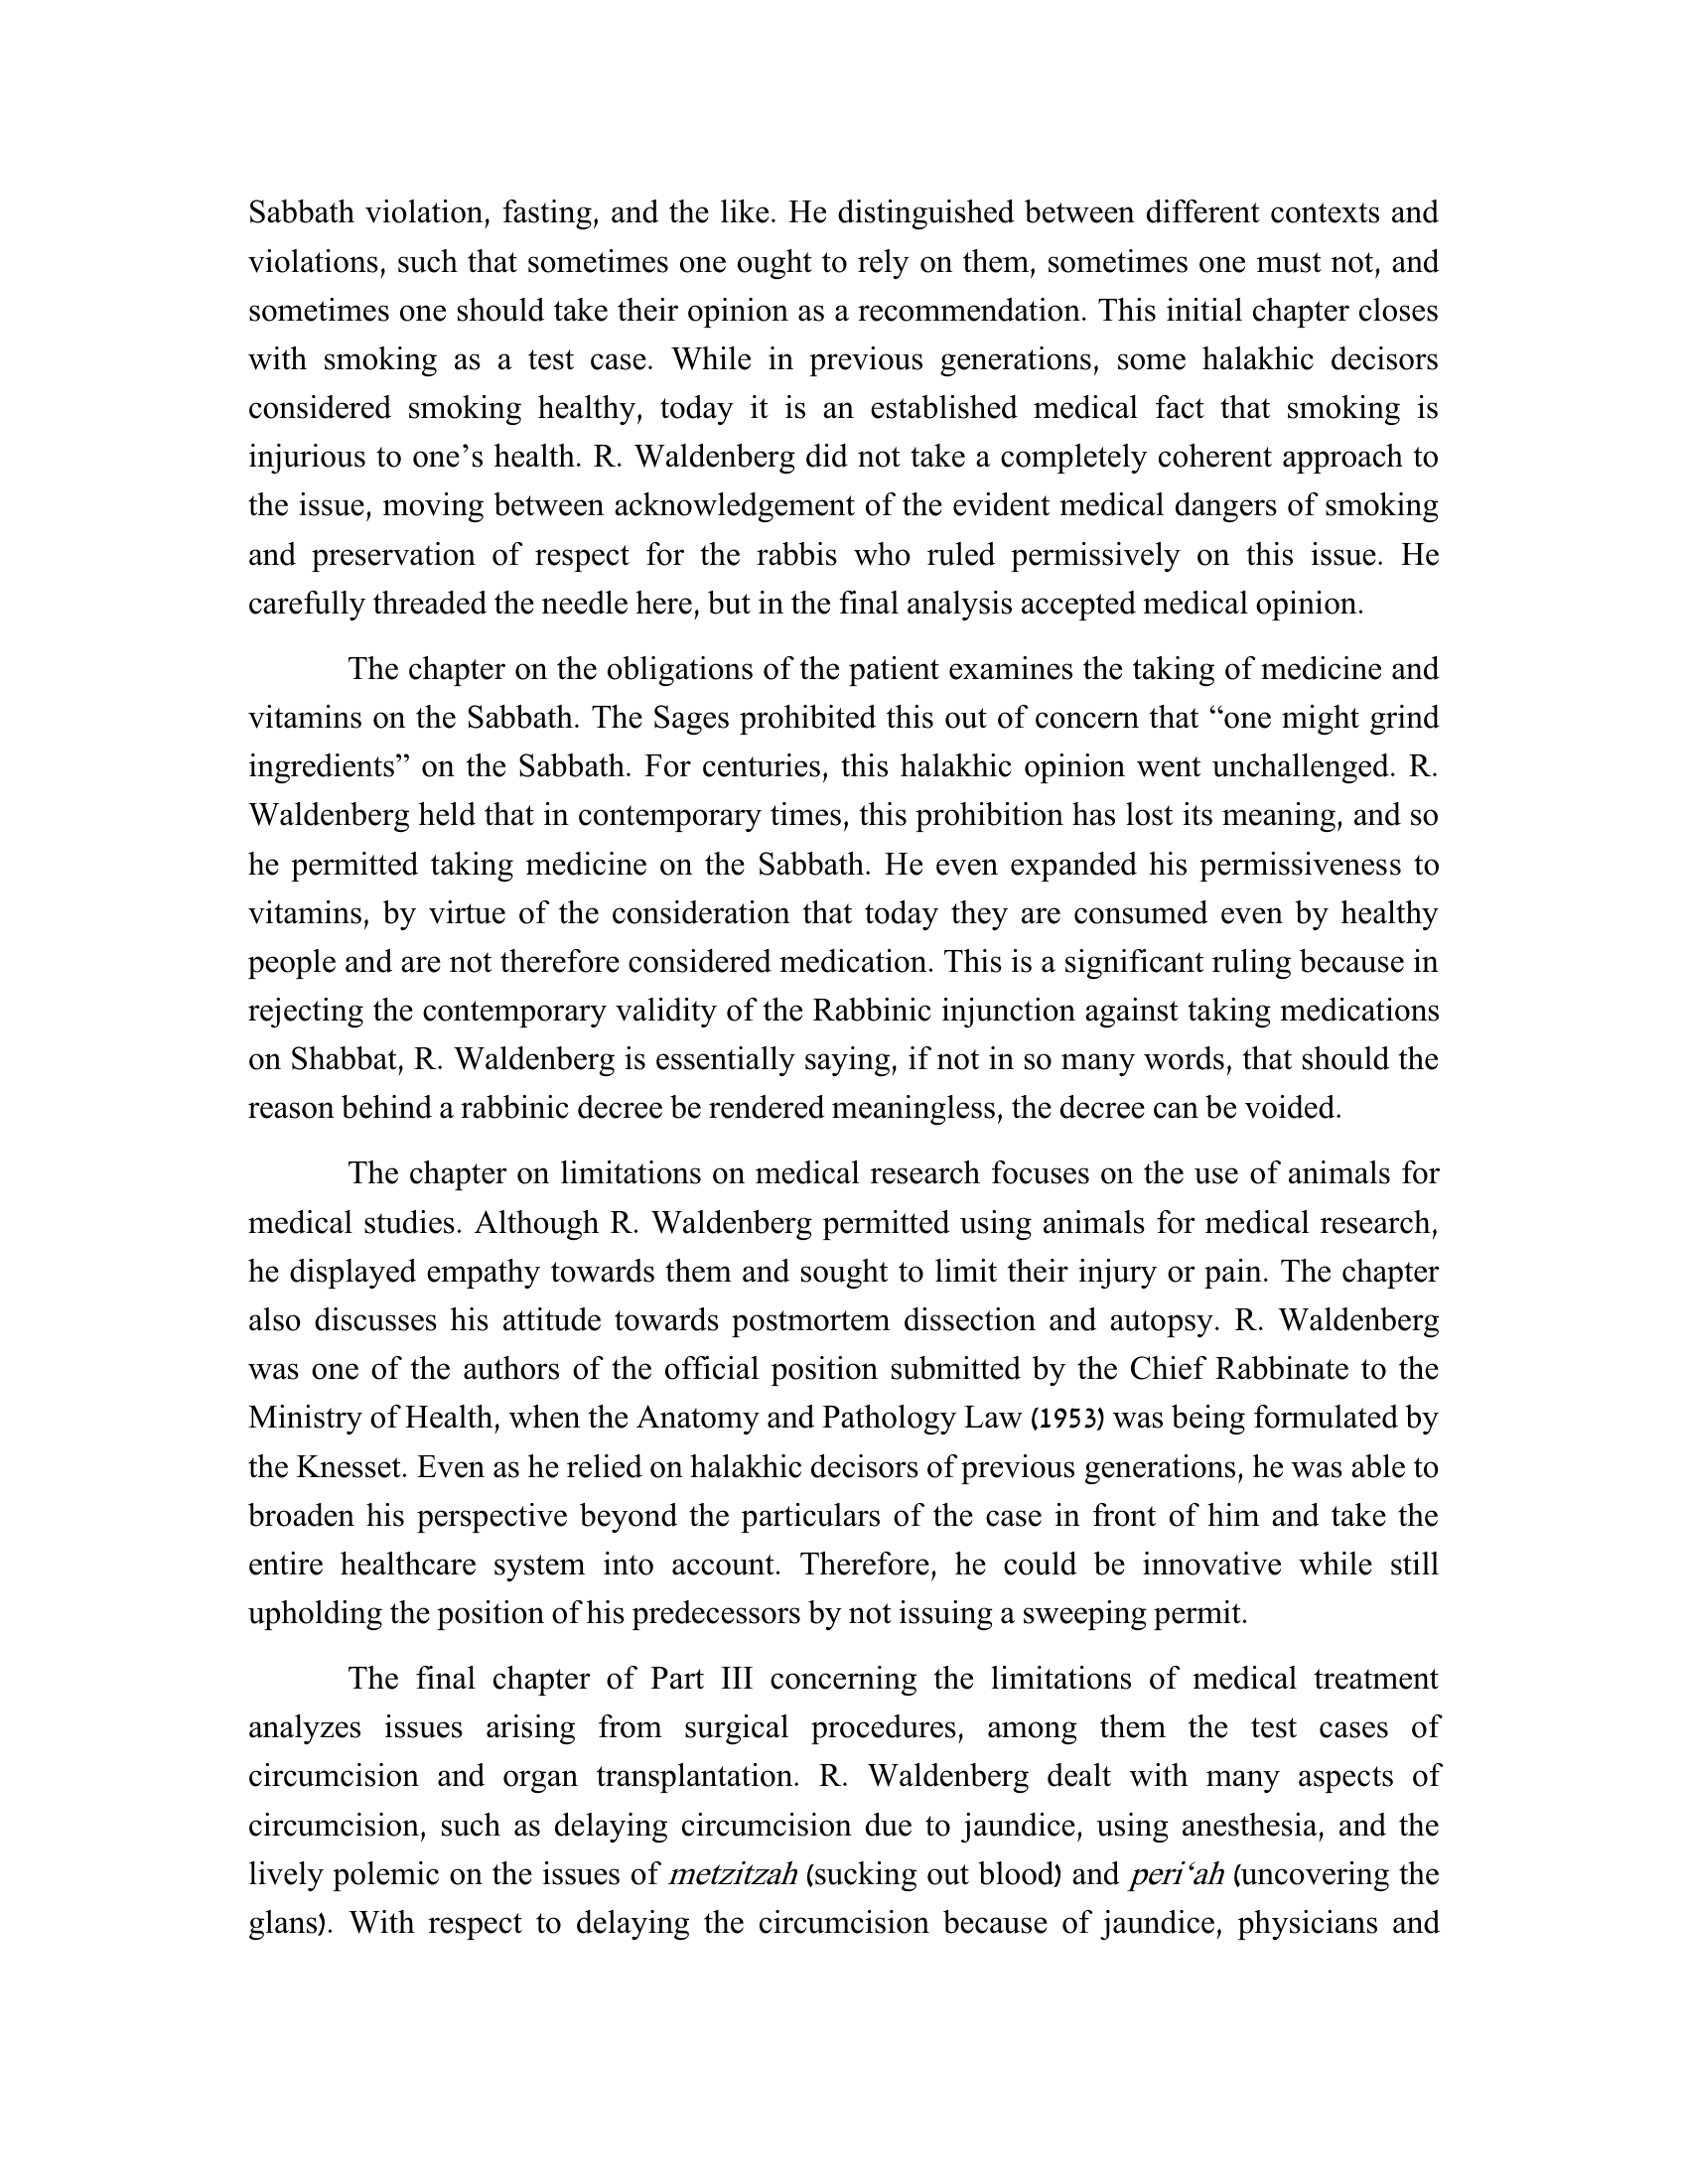 Sabbath violation, fasting, and the like. He distinguished between different contexts and
violations, such that sometimes one ought to rely on them, sometimes one must not, and
sometimes one should take their opinion as a recommendation. This initial chapter closes
with smoking as a test case. While in previous generations, some halakhic decisors
considered smoking healthy, today it is an established medical fact that smoking is
injurious to one’s health. R. Waldenberg did not take a completely coherent approach to
the issue, moving between acknowledgement of the evident medical dangers of smoking
and preservation of respect for the rabbis who ruled permissively on this issue. He
carefully threaded the needle here, but in the final analysis accepted medical opinion.
The chapter on the obligations of the patient examines the taking of medicine and
vitamins on the Sabbath. The Sages prohibited this out of concern that “one might grind
ingredients” on the Sabbath. For centuries, this halakhic opinion went unchallenged. R.
Waldenberg held that in contemporary times, this prohibition has lost its meaning, and so
he permitted taking medicine on the Sabbath. He even expanded his permissiveness to
vitamins, by virtue of the consideration that today they are consumed even by healthy
people and are not therefore considered medication. This is a significant ruling because in
rejecting the contemporary validity of the Rabbinic injunction against taking medications
on Shabbat, R. Waldenberg is essentially saying, if not in so many words, that should the
reason behind a rabbinic decree be rendered meaningless, the decree can be voided.
The chapter on limitations on medical research focuses on the use of animals for
medical studies. Although R. Waldenberg permitted using animals for medical research,
he displayed empathy towards them and sought to limit their injury or pain. The chapter
also discusses his attitude towards postmortem dissection and autopsy. R. Waldenberg
was one of the authors of the official position submitted by the Chief Rabbinate to the
Ministry of Health, when the Anatomy and Pathology Law (1953) was being formulated by
the Knesset. Even as he relied on halakhic decisors of previous generations, he was able to
broaden his perspective beyond the particulars of the case in front of him and take the
entire healthcare system into account. Therefore, he could be innovative while still
upholding the position of his predecessors by not issuing a sweeping permit.
The final chapter of Part III concerning the limitations of medical treatment
analyzes issues arising from surgical procedures, among them the test cases of
circumcision and organ transplantation. R. Waldenberg dealt with many aspects of
circumcision, such as delaying circumcision due to jaundice, using anesthesia, and the
lively polemic on the issues of metzitzah (sucking out blood) and peri‘ah (uncovering the
glans). With respect to delaying the circumcision because of jaundice, physicians and